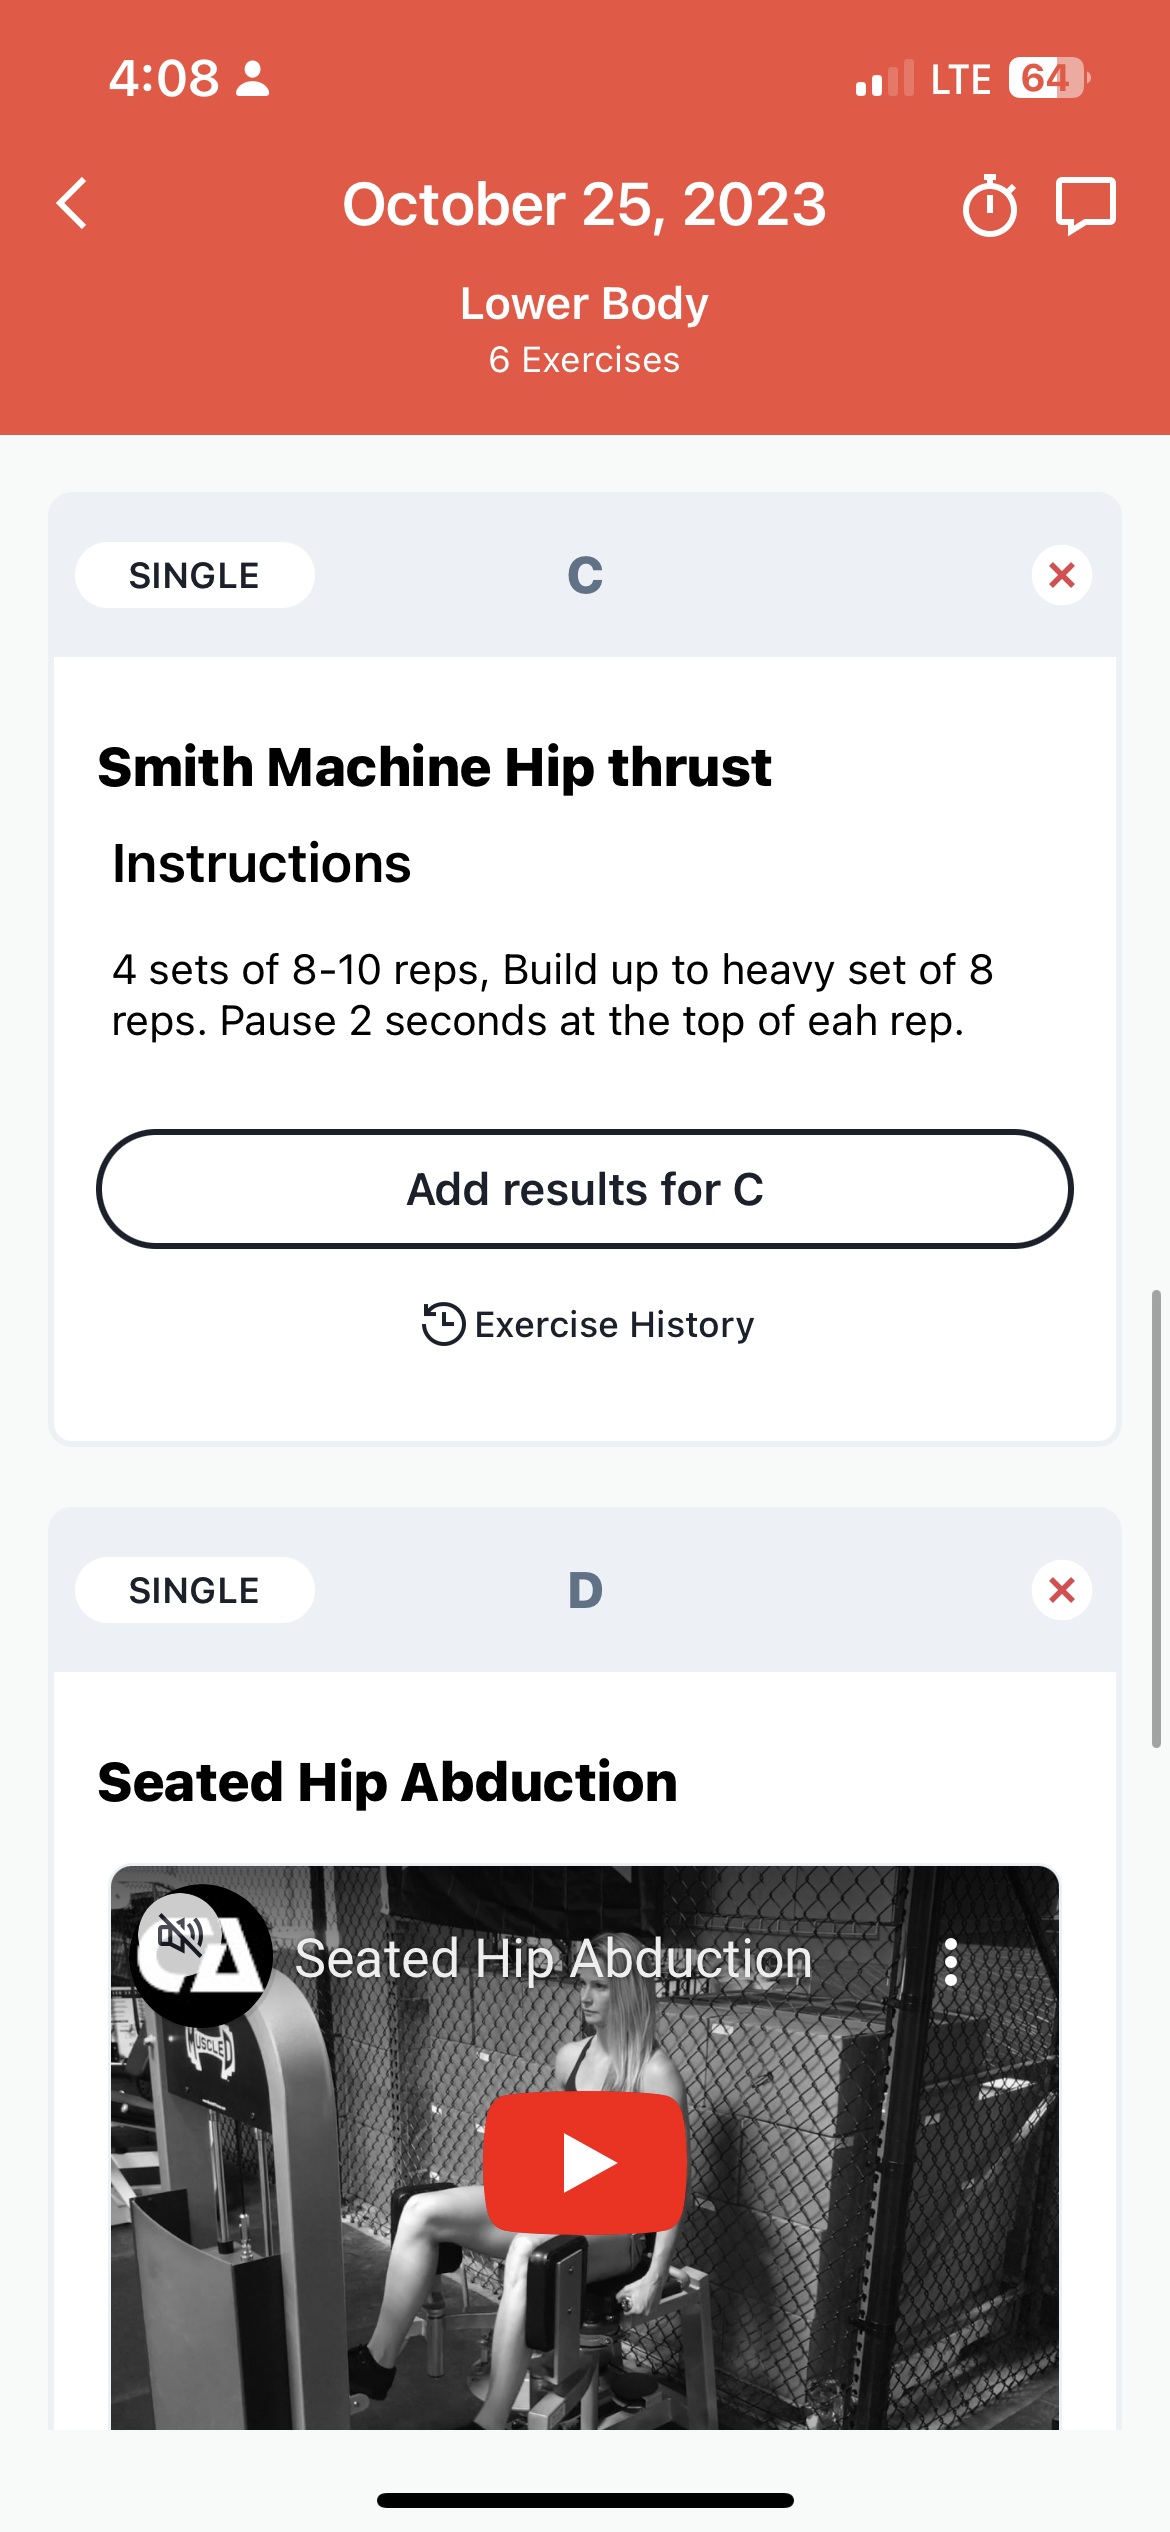 4:08
LTE 64
October 25, 2023
Lower Body
6 Exercises
SINGLE
C
Smith Machine Hip thrust
Instructions
4 sets of 8-10 reps, Build up to heavy set of 8
reps. Pause 2 seconds at the top of eah rep.
Add results for C
Exercise History
SINGLE
D
Seated Hip Abduction
Seated Hip Abduction
MUSCLED